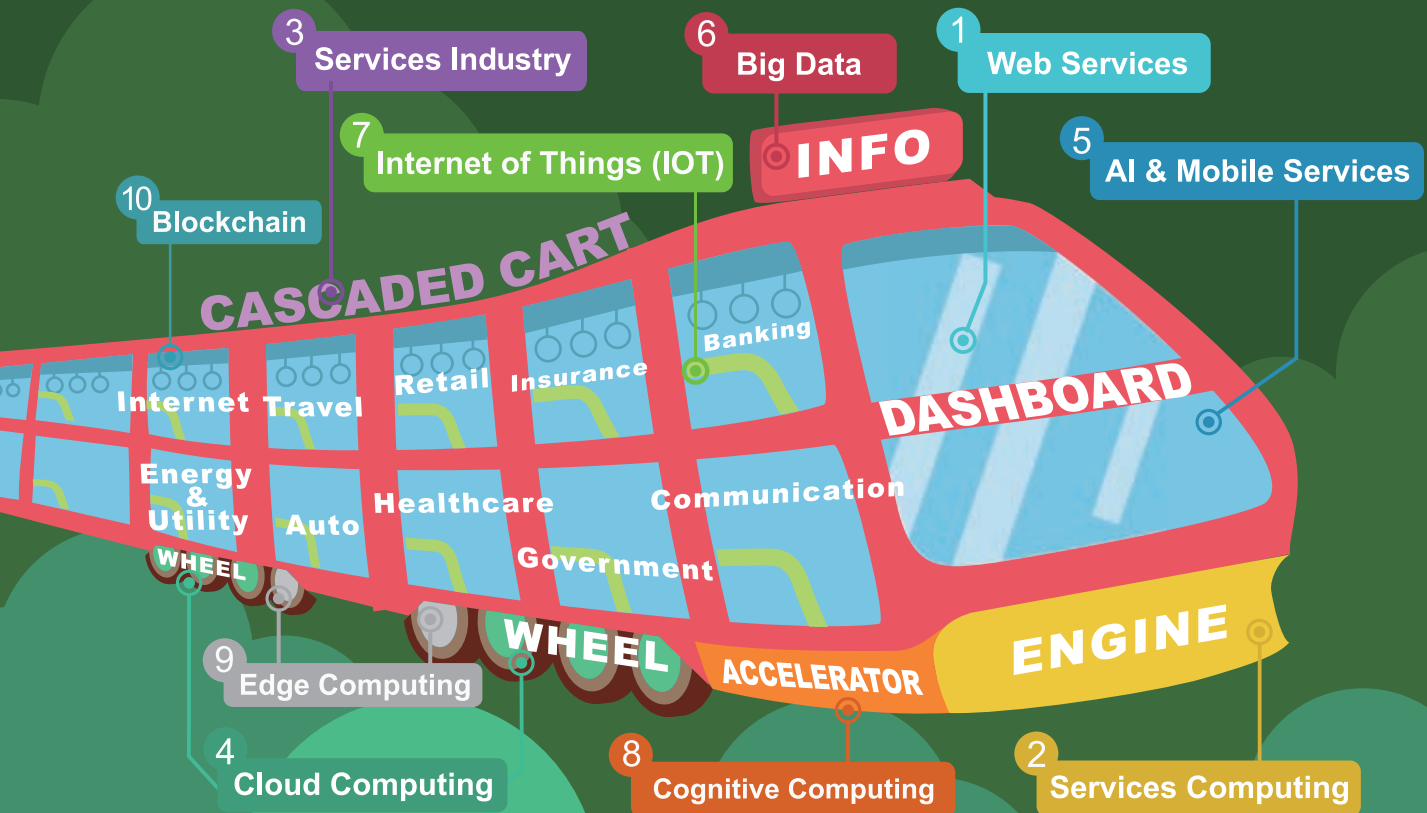 3
Services Industry
6
Big Data
1
Web Services
7
Internet of Things (IOT)
INFO
5
AI & Mobile Services
10
Blockchain
CASCADED CART
Banking
Insurance
Retail
Travel
Internet
DASHBOARD
Energy
&
Utility
Auto
Healthcare
Government
Communication
WHEEL
WHEEL
ACCELERATOR
ENGINE
9
Edge Computing
4
Cloud Computing
8
Cognitive Computing
2
Services Computing